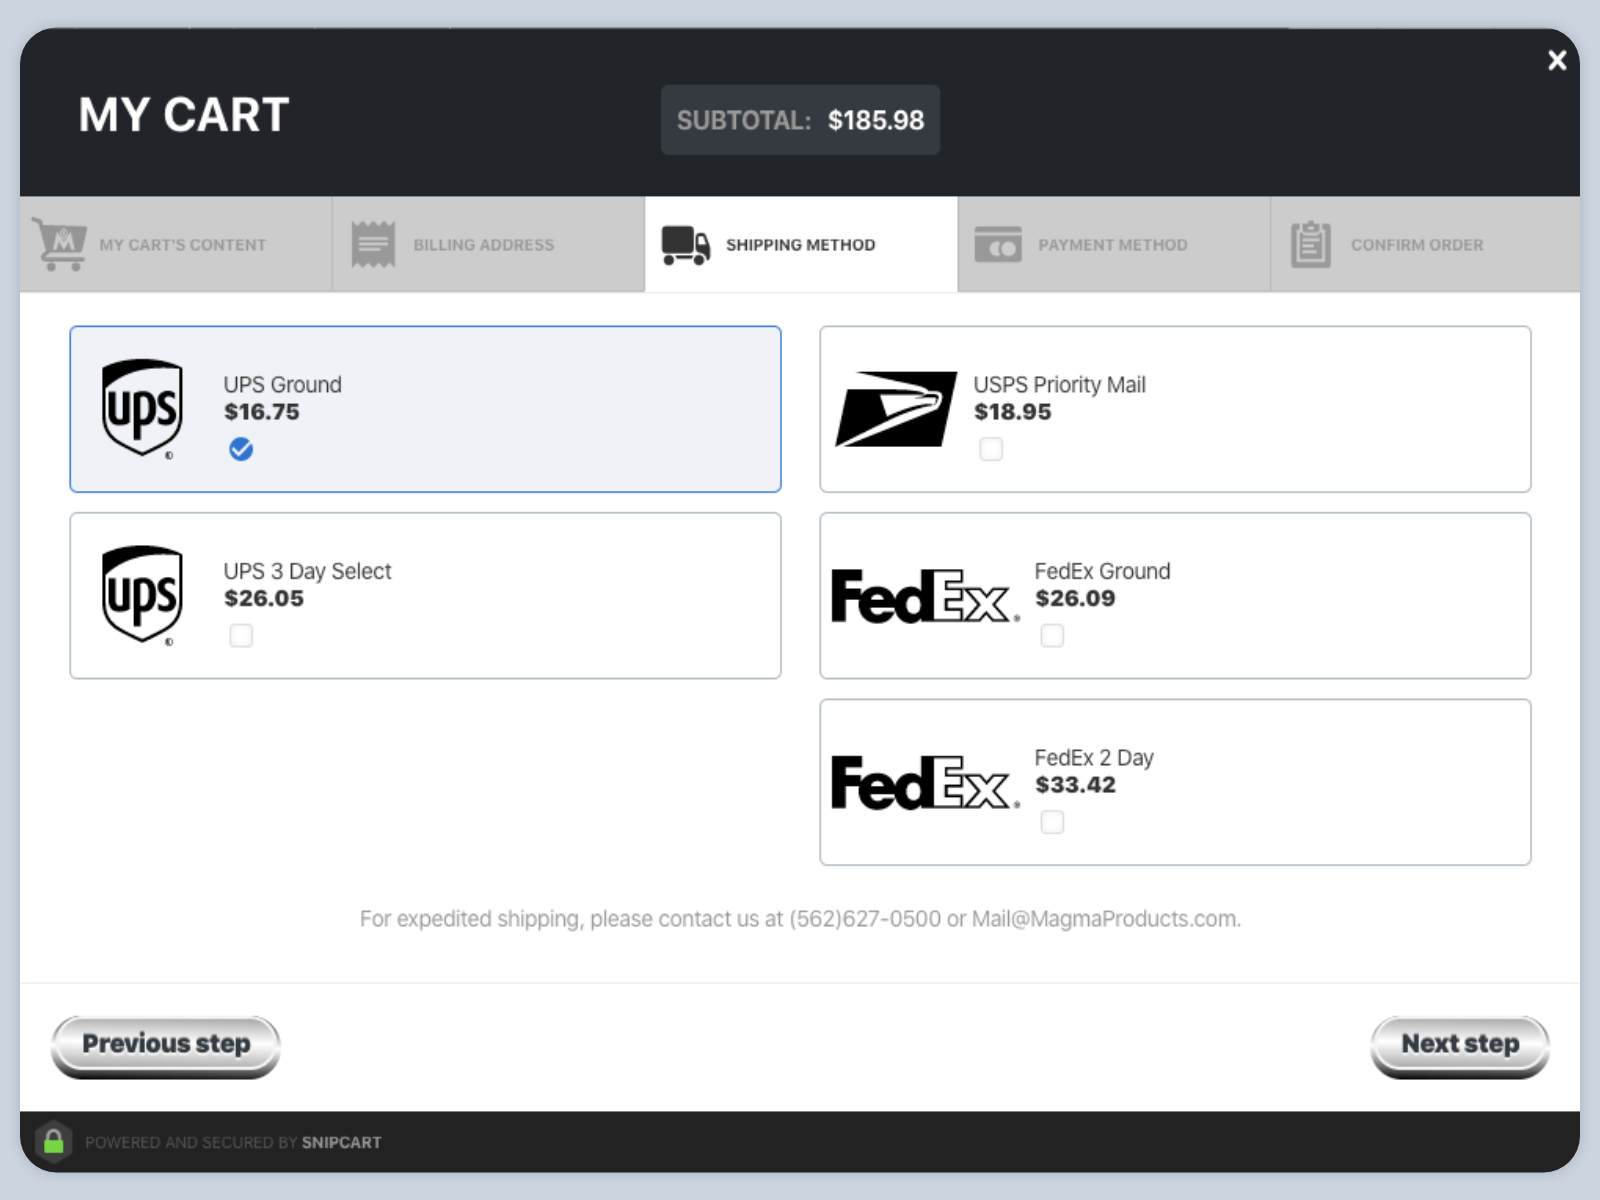 MY CART
SUBTOTAL: $185.98
MY CART'S CONTENT
BILLING ADDRESS
SHIPPING METHOD
PAYMENT METHOD
CONFIRM ORDER
ups
UPS Ground
$16.75
USPS Priority Mail
$18.95
ups
UPS 3 Day Select
$26.05
FedEx®
FedEx Ground
$26.09
FedEx®
FedEx 2 Day
$33.42
For expedited shipping, please contact us at (562)627-0500 or Mail@MagmaProducts.com.
Previous step
Next step
POWERED AND SECURED BY SNIPCART